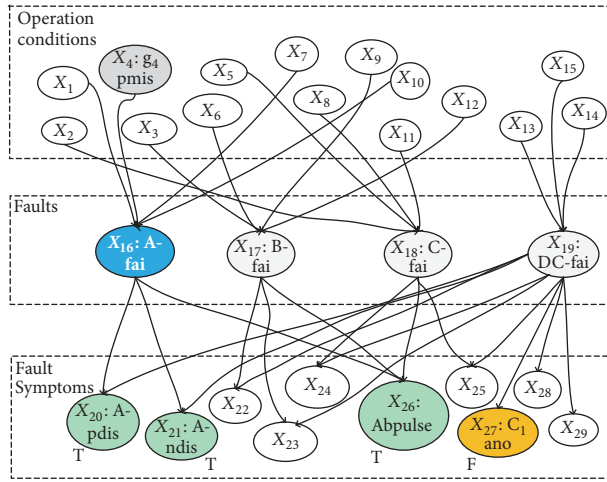 Operation
conditions
X₁
X₄: g₄
pmis
X₅
X₇
X₉
X₁₀
X₁₅
X₂
X₃
X₆
X₈
X₁₁
X₁₂
X₁₃
X₁₄
Faults
X₁₆: A-
fai
X₁₇: B-
fai
X₁₈: C-
fai
X₁₉:
DC-fai
Fault
Symptoms
X₂₀: A-
pdis
T
X₂₁: A-
ndis
T
X₂₂
X₂₃
X₂₄
X₂₆:
Abpulse
T
X₂₅
X₂₇: C₁
ano
F
X₂₈
X₂₉